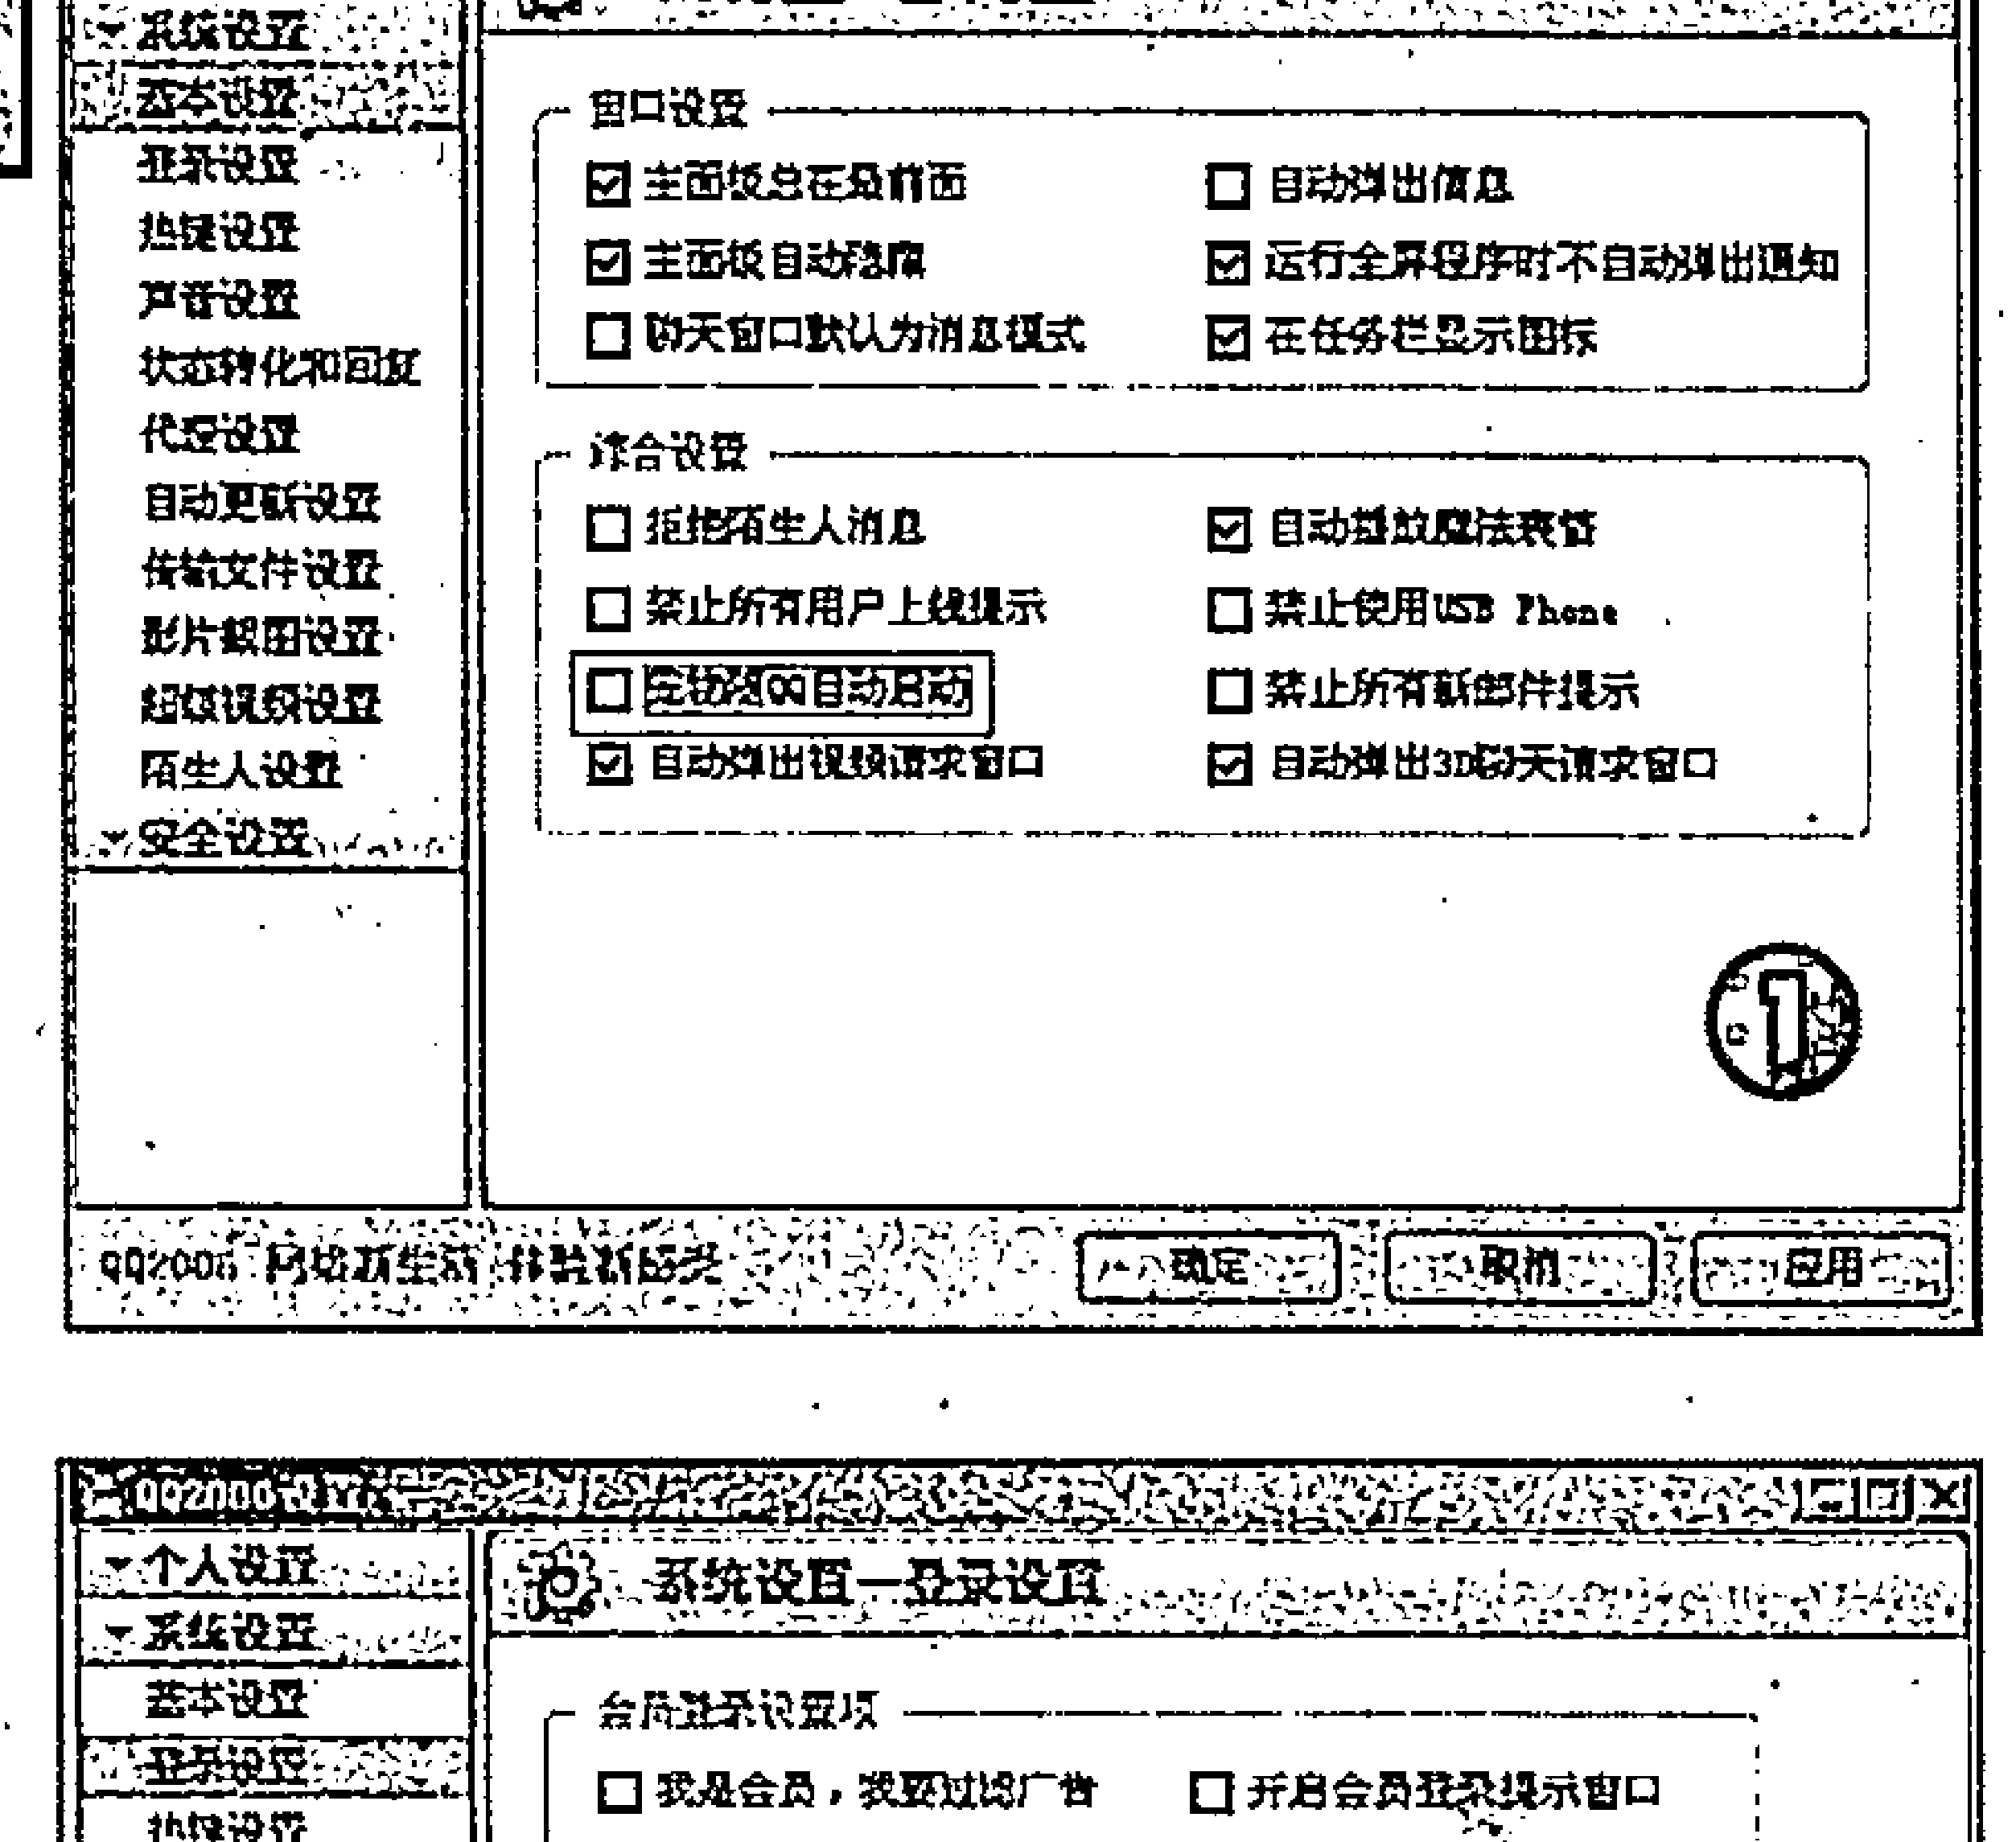 系统设置
基本设置
登录设置
热键设置
声音设置
状态转化和回复
代理设置
自动更新设置
传输文件设置
影片截图设置
超级视频设置
陌生人设置
安全设置
窗口设置
主面板总在最前面
自动弹出信息
主面板自动隐藏
运行全屏程序时不自动弹出通知
聊天窗口默认为消息模式
在任务栏显示图标
综合设置
拒绝陌生人消息
自动播放魔法表情
禁止所有用户上线提示
禁止使用USB Phone
自动启动
禁止所有新邮件提示
自动弹出视频请求窗口
自动弹出3D聊天请求窗口
1
网络新生活 体验新感受
确定
取消
应用
个人设置
系统设置
基本设置
登录设置
热键设置
系统设置—登录设置
会员登录设置项
我是会员，我要过滤广告
开启会员登录提示窗口